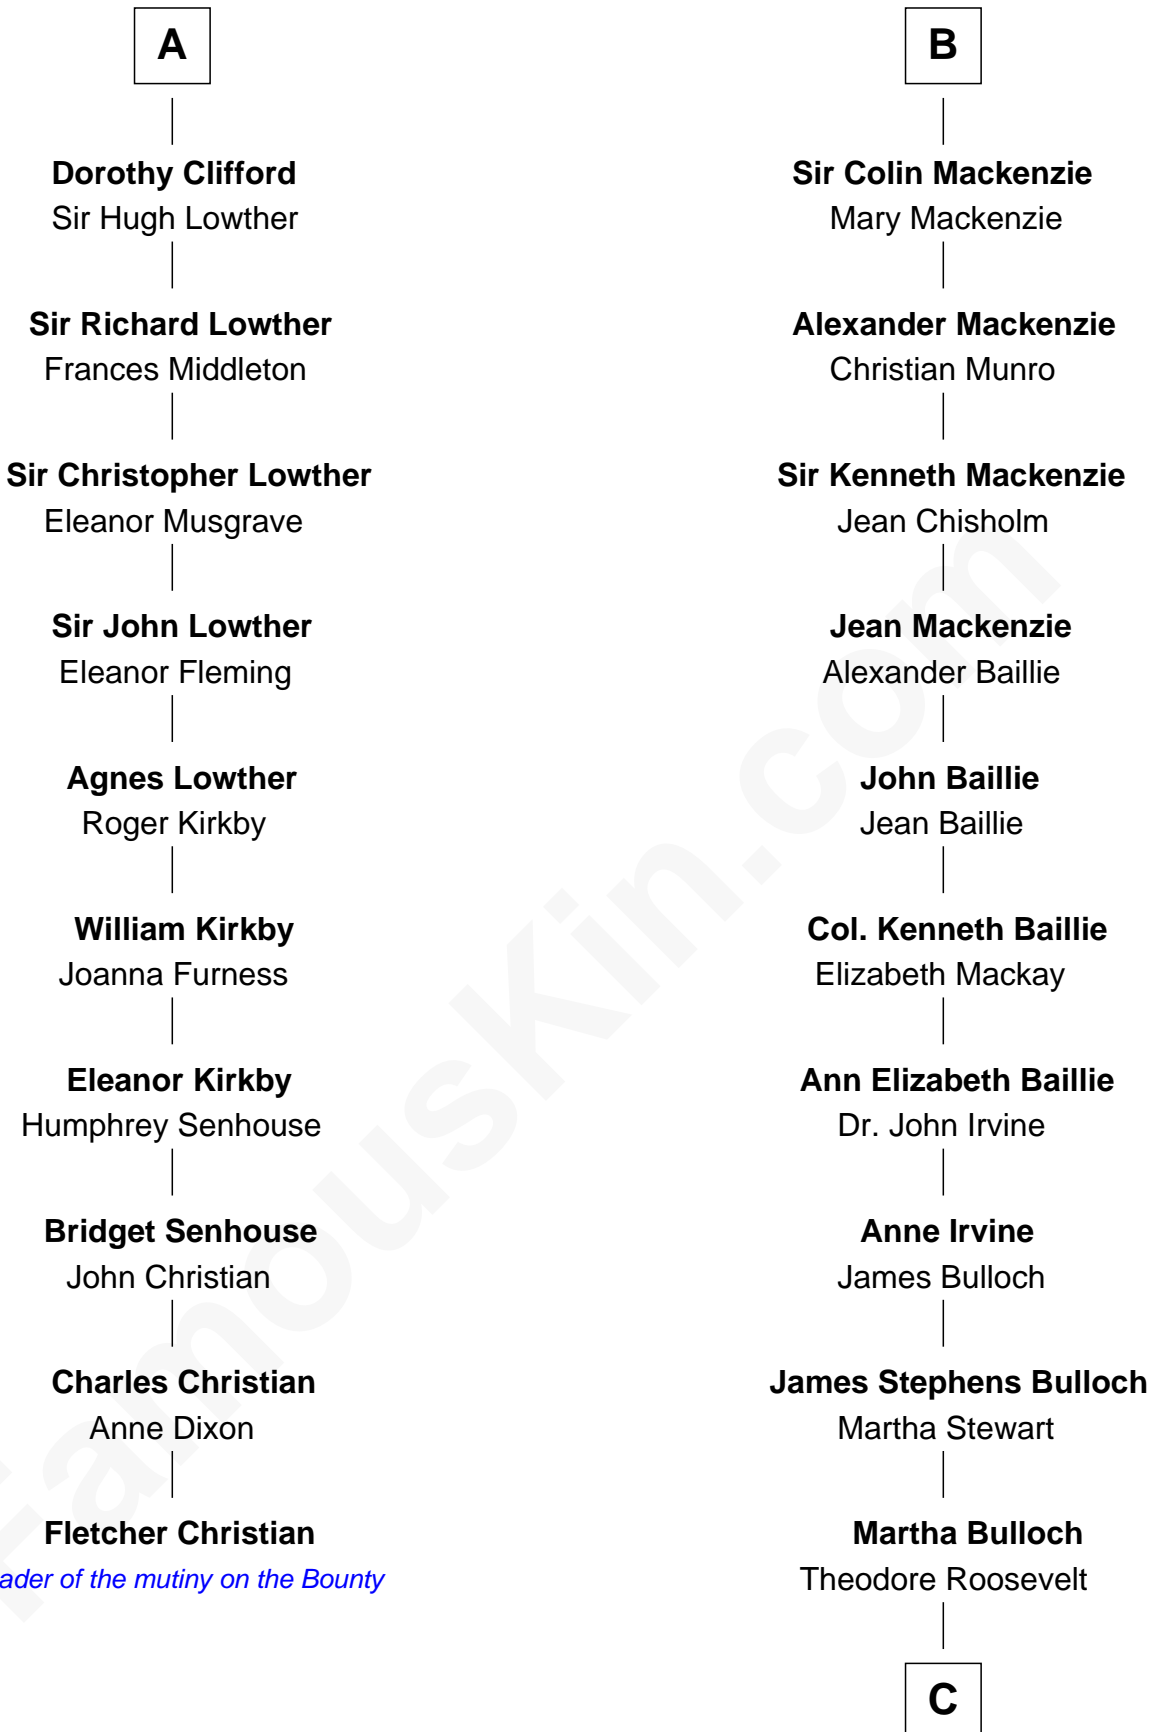 A
Dorothy Clifford
Sir Hugh Lowther
Sir Richard Lowther
Frances Middleton
Sir Christopher Lowther
Eleanor Musgrave
Sir John Lowther
Eleanor Fleming
Agnes Lowther
Roger Kirkby
William Kirkby
Joanna Furness
Eleanor Kirkby
Humphrey Senhouse
Bridget Senhouse
John Christian
Charles Christian
Anne Dixon
Fletcher Christian
of the mutiny on the Bounty
B
Sir Colin Mackenzie
Mary Mackenzie
Alexander Mackenzie
Christian Munro
Sir Kenneth Mackenzie
Jean Chisholm
Jean Mackenzie
Alexander Baillie
John Baillie
Jean Baillie
Col. Kenneth Baillie
Elizabeth Mackay
Ann Elizabeth Baillie
Dr. John Irvine
Anne Irvine
James Bulloch
James Stephens Bulloch
Martha Stewart
Martha Bulloch
Theodore Roosevelt
C
FamousKin.com